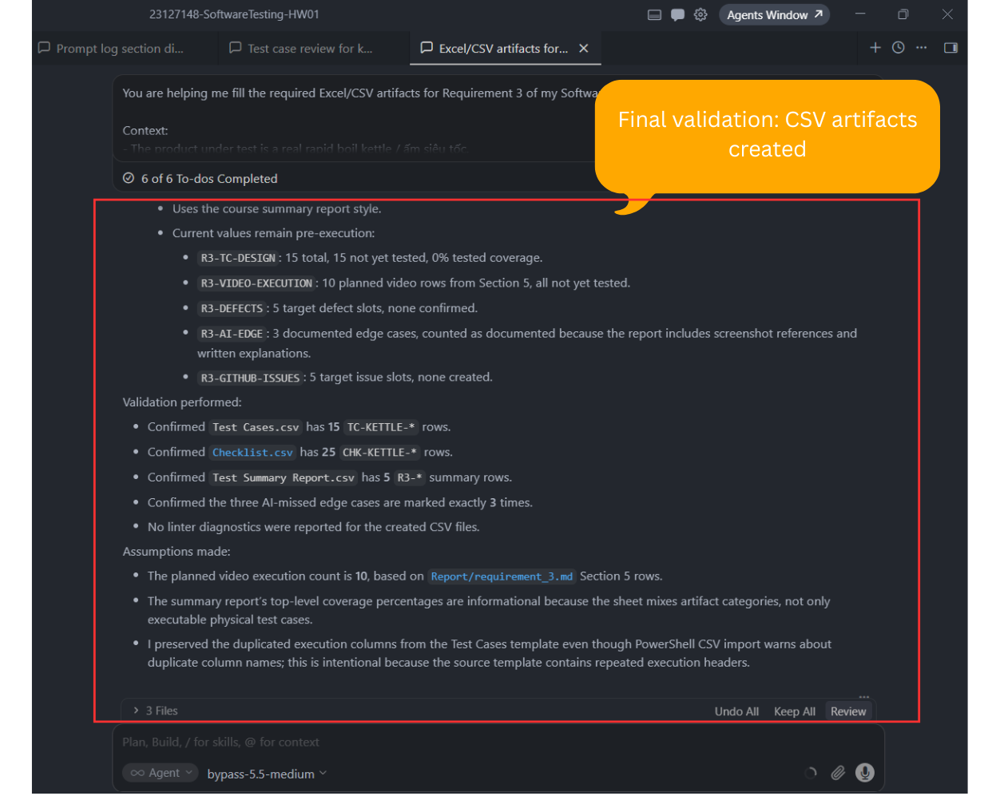 23127148-SoftwareTesting-HW01
Agents Window ↗
Prompt log section di...
Test case review for k...
Excel/CSV artifacts for...
You are helping me fill the required Excel/CSV artifacts for Requirement 3 of my Softwa
Context:
- The product under test is a real rapid boil kettle / ấm siêu tốc.
Final validation: CSV artifacts
created
6 of 6 To-dos Completed
• Uses the course summary report style.
• Current values remain pre-execution:
• R3-TC-DESIGN: 15 total, 15 not yet tested, 0% tested coverage.
• R3-VIDEO-EXECUTION: 10 planned video rows from Section 5, all not yet tested.
• R3-DEFECTS: 5 target defect slots, none confirmed.
• R3-AI-EDGE: 3 documented edge cases, counted as documented because the report includes screenshot references and
written explanations.
• R3-GITHUB-ISSUES: 5 target issue slots, none created.
Validation performed:
• Confirmed Test Cases.csv has 15 TC-KETTLE-* rows.
• Confirmed Checklist.csv has 25 CHK-KETTLE-* rows.
• Confirmed Test Summary Report.csv has 5 R3-* summary rows.
• Confirmed the three AI-missed edge cases are marked exactly 3 times.
• No linter diagnostics were reported for the created CSV files.
Assumptions made:
• The planned video execution count is 10, based on Report/requirement_3.md Section 5 rows.
• The summary report's top-level coverage percentages are informational because the sheet mixes artifact categories, not only
executable physical test cases.
• I preserved the duplicated execution columns from the Test Cases template even though PowerShell CSV import warns about
duplicate column names; this is intentional because the source template contains repeated execution headers.
3 Files
Undo All
Keep All
Review
Plan, Build, / for skills, @ for context
Agent
bypass-5.5-medium